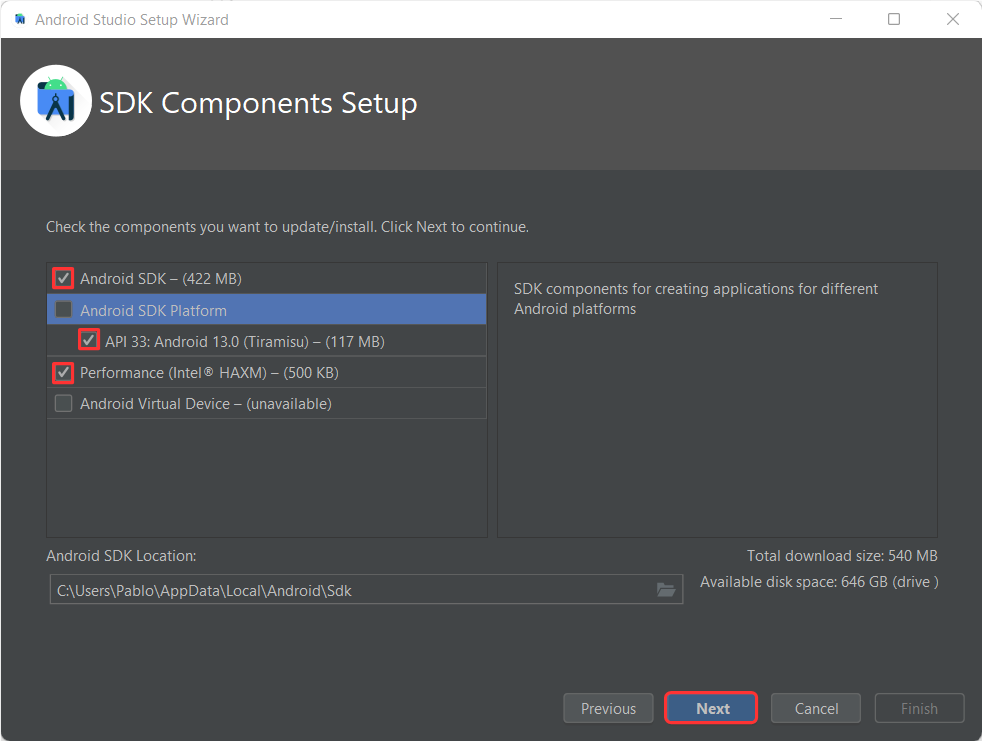 Android Studio Setup Wizard
SDK Components Setup
Check the components you want to update/install. Click Next to continue.
Android SDK – (422 MB)
Android SDK Platform
API 33: Android 13.0 (Tiramisu) – (117 MB)
Performance (Intel® HAXM) – (500 KB)
Android Virtual Device – (unavailable)
SDK components for creating applications for different
Android platforms
Android SDK Location:
Total download size: 540 MB
C:\Users\Pablo\AppData\Local\Android\Sdk
Available disk space: 646 GB (drive )
Previous
Next
Cancel
Finish